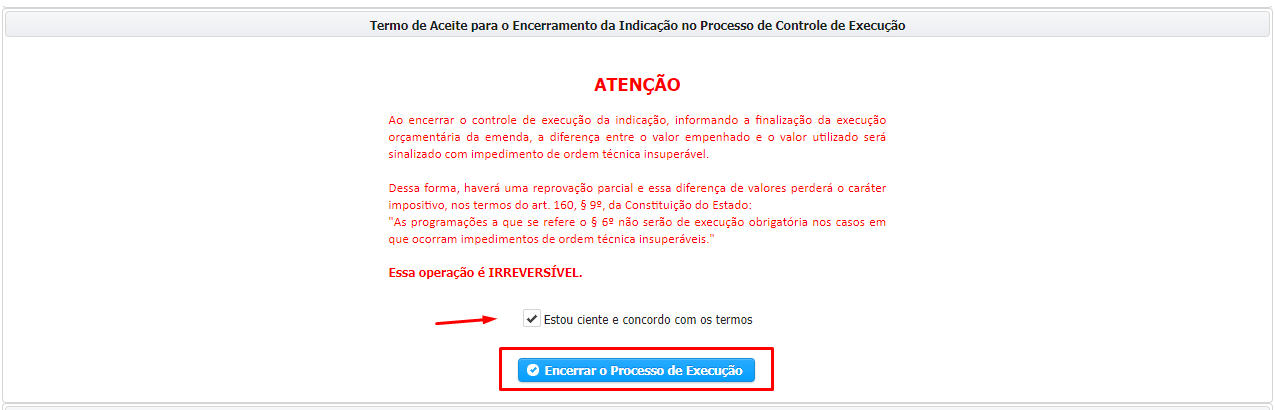 Termo de Aceite para o Encerramento da Indicação no Processo de Controle de Execução
ATENÇÃO
Ao encerrar o controle de execução da indicação, informando a finalização da execução
orçamentária da emenda, a diferença entre o valor empenhado e o valor utilizado será
sinalizado com impedimento de ordem técnica insuperável.
Dessa forma, haverá uma reprovação parcial e essa diferença de valores perderá o caráter
impositivo, nos termos do art. 160, § 9º, da Constituição do Estado:
"As programações a que se refere o § 6º não serão de execução obrigatória nos casos em
que ocorram impedimentos de ordem técnica insuperáveis."
Essa operação é IRREVERSÍVEL.
Estou ciente e concordo com os termos
Encerrar o Processo de Execução